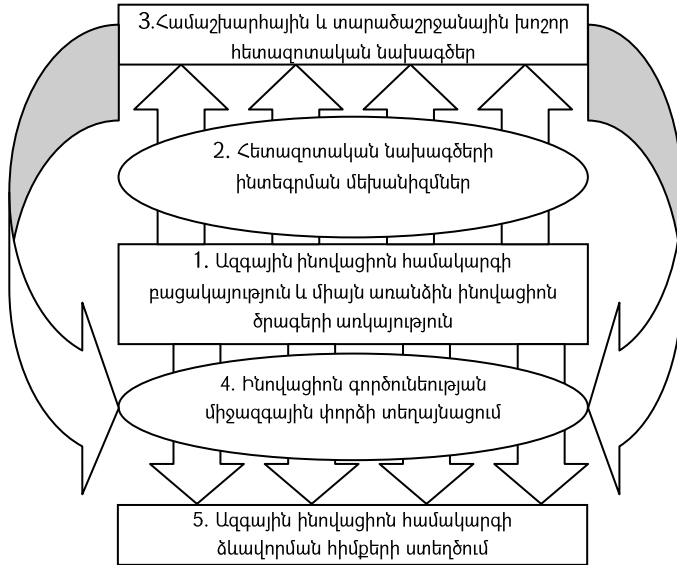 3.Համաշխարհային և տարածաշրջանային խոշոր
հետազոտական նախագծեր
2. Հետազոտական նախագծերի
ինտեգրման մեխանիզմներ
1. Ազգային ինովացիոն համակարգի
բացակայություն և միայն առանձին ինովացիոն
ծրագերի առկայություն
4. Ինովացիոն գործունեության
միջազգային փորձի տեղայնացում
5. Ազգային ինովացիոն համակարգի
ձևավորման հիմքերի ստեղծում